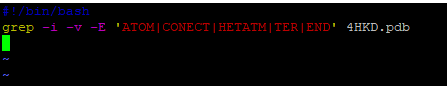 #!/bin/bash
grep -i -v -E 'ATOM|CONECT|HETATM|TER|END' 4HKD.pdb
~
~